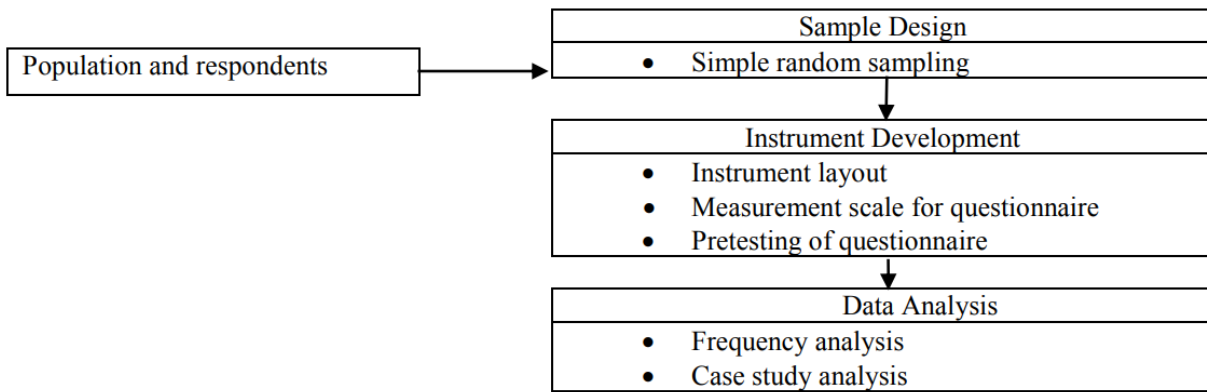 Population and respondents
Sample Design
• Simple random sampling
Instrument Development
• Instrument layout
• Measurement scale for questionnaire
• Pretesting of questionnaire
Data Analysis
• Frequency analysis
• Case study analysis